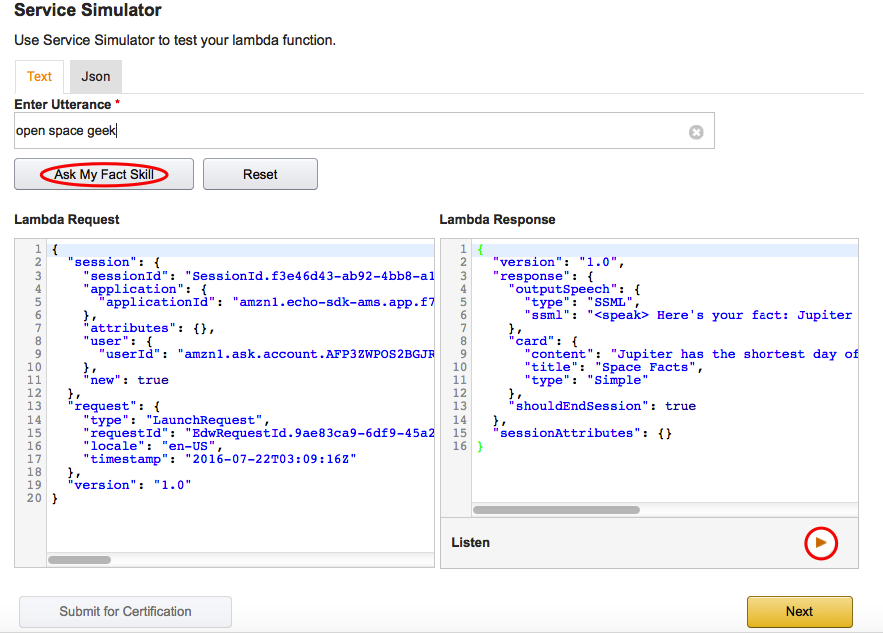 Service Simulator
Use Service Simulator to test your lambda function.
Text
Json
Enter Utterance *
open space geek
Ask My Fact Skill
Reset
Lambda Request
1 {
2 "session": {
3 "sessionId": "SessionId.f3e46d43-ab92-4bb8-a1
4 "application": {
5 "applicationId": "amzn1.echo-sdk-ams.app.f7
6 },
7 "attributes": {},
8 "user": {
9 "userId": "amzn1.ask.account.AFP3ZWPOS2BGJR
10 },
11 "new": true
12 },
13 "request": {
14 "type": "LaunchRequest",
15 "requestId": "EdwRequestId.9ae83ca9-6df9-45a2
16 "locale": "en-US",
17 "timestamp": "2016-07-22T03:09:16Z"
18 },
19 "version": "1.0"
20 }
Lambda Response
1 {
2 "version": "1.0",
3 "response": {
4 "outputSpeech": {
5 "type": "SSML",
6 "ssml": "<speak> Here's your fact: Jupiter
7 },
8 "card": {
9 "content": "Jupiter has the shortest day of
10 "title": "Space Facts",
11 "type": "Simple"
12 },
13 "shouldEndSession": true
14 },
15 "sessionAttributes": {}
16 }
Listen
Submit for Certification
Next